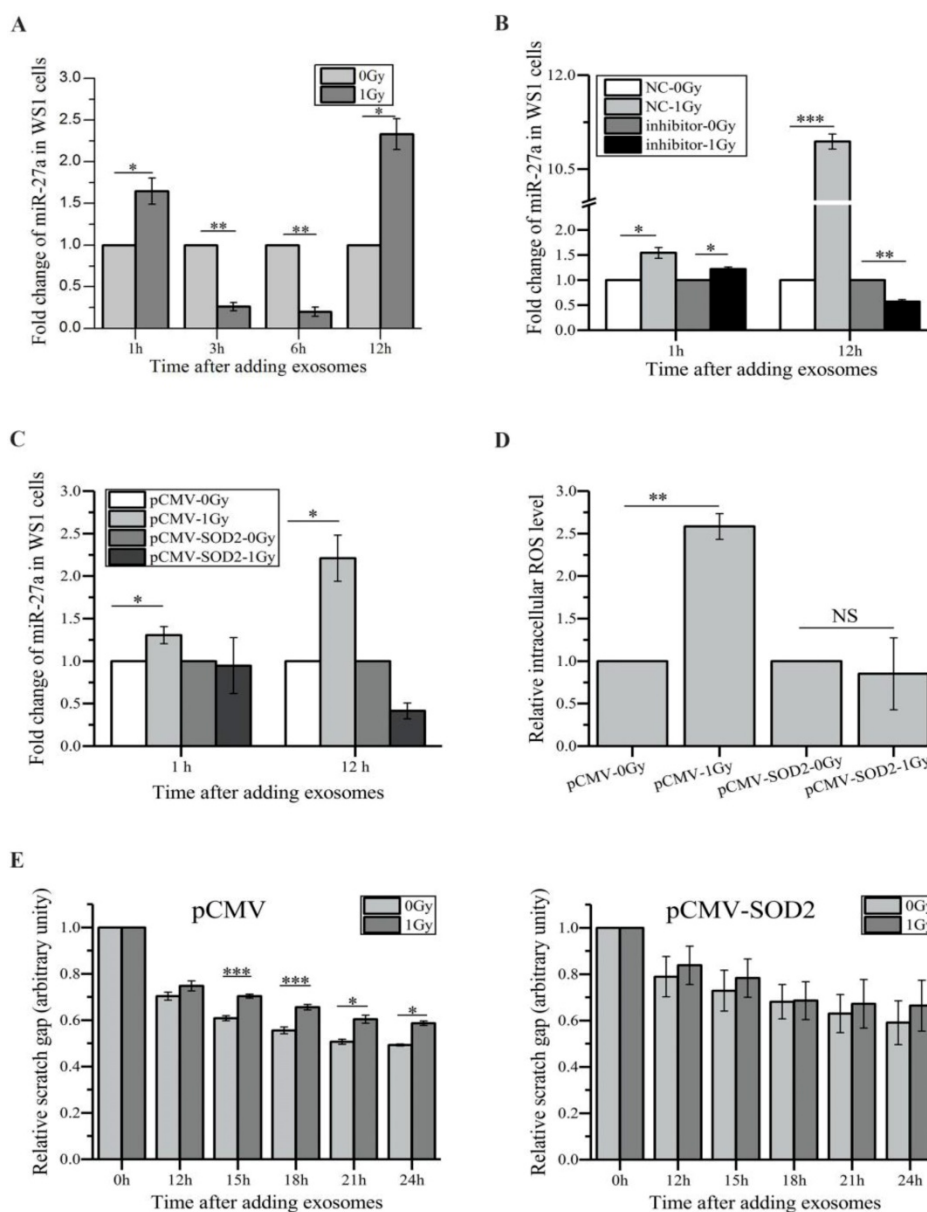 A
Fold change of miR-27a in WS1 cells
3.0
2.5
2.0
1.5
1.0
0.5
0.0
0Gy
1Gy
*
**
**
*
1h
3h
6h
12h
Time after adding exosomes
B
Fold change of miR-27a in WS1 cells
12.0
10.5
2.0
1.5
1.0
0.5
0.0
NC-0Gy
NC-1Gy
inhibitor-0Gy
inhibitor-1Gy
*
*
***
**
1h
12h
Time after adding exosomes
C
Fold change of miR-27a in WS1 cells
3.0
2.5
2.0
1.5
1.0
0.5
0.0
pCMV-0Gy
pCMV-1Gy
pCMV-SOD2-0Gy
pCMV-SOD2-1Gy
*
*
1 h
12 h
Time after adding exosomes
D
Relative intracellular ROS level
3.0
2.5
2.0
1.5
1.0
0.5
0.0
**
NS
pCMV-0Gy
pCMV-1Gy
pCMV-SOD2-0Gy
pCMV-SOD2-1Gy
E
Relative scratch gap (arbitrary unity)
1.0
0.8
0.6
0.4
0.2
0.0
pCMV
0Gy
1Gy
***
***
*
*
0h
12h
15h
18h
21h
24h
Time after adding exosomes
Relative scratch gap (arbitrary unity)
1.0
0.8
0.6
0.4
0.2
0.0
pCMV-SOD2
0Gy
1Gy
0h
12h
15h
18h
21h
24h
Time after adding exosomes